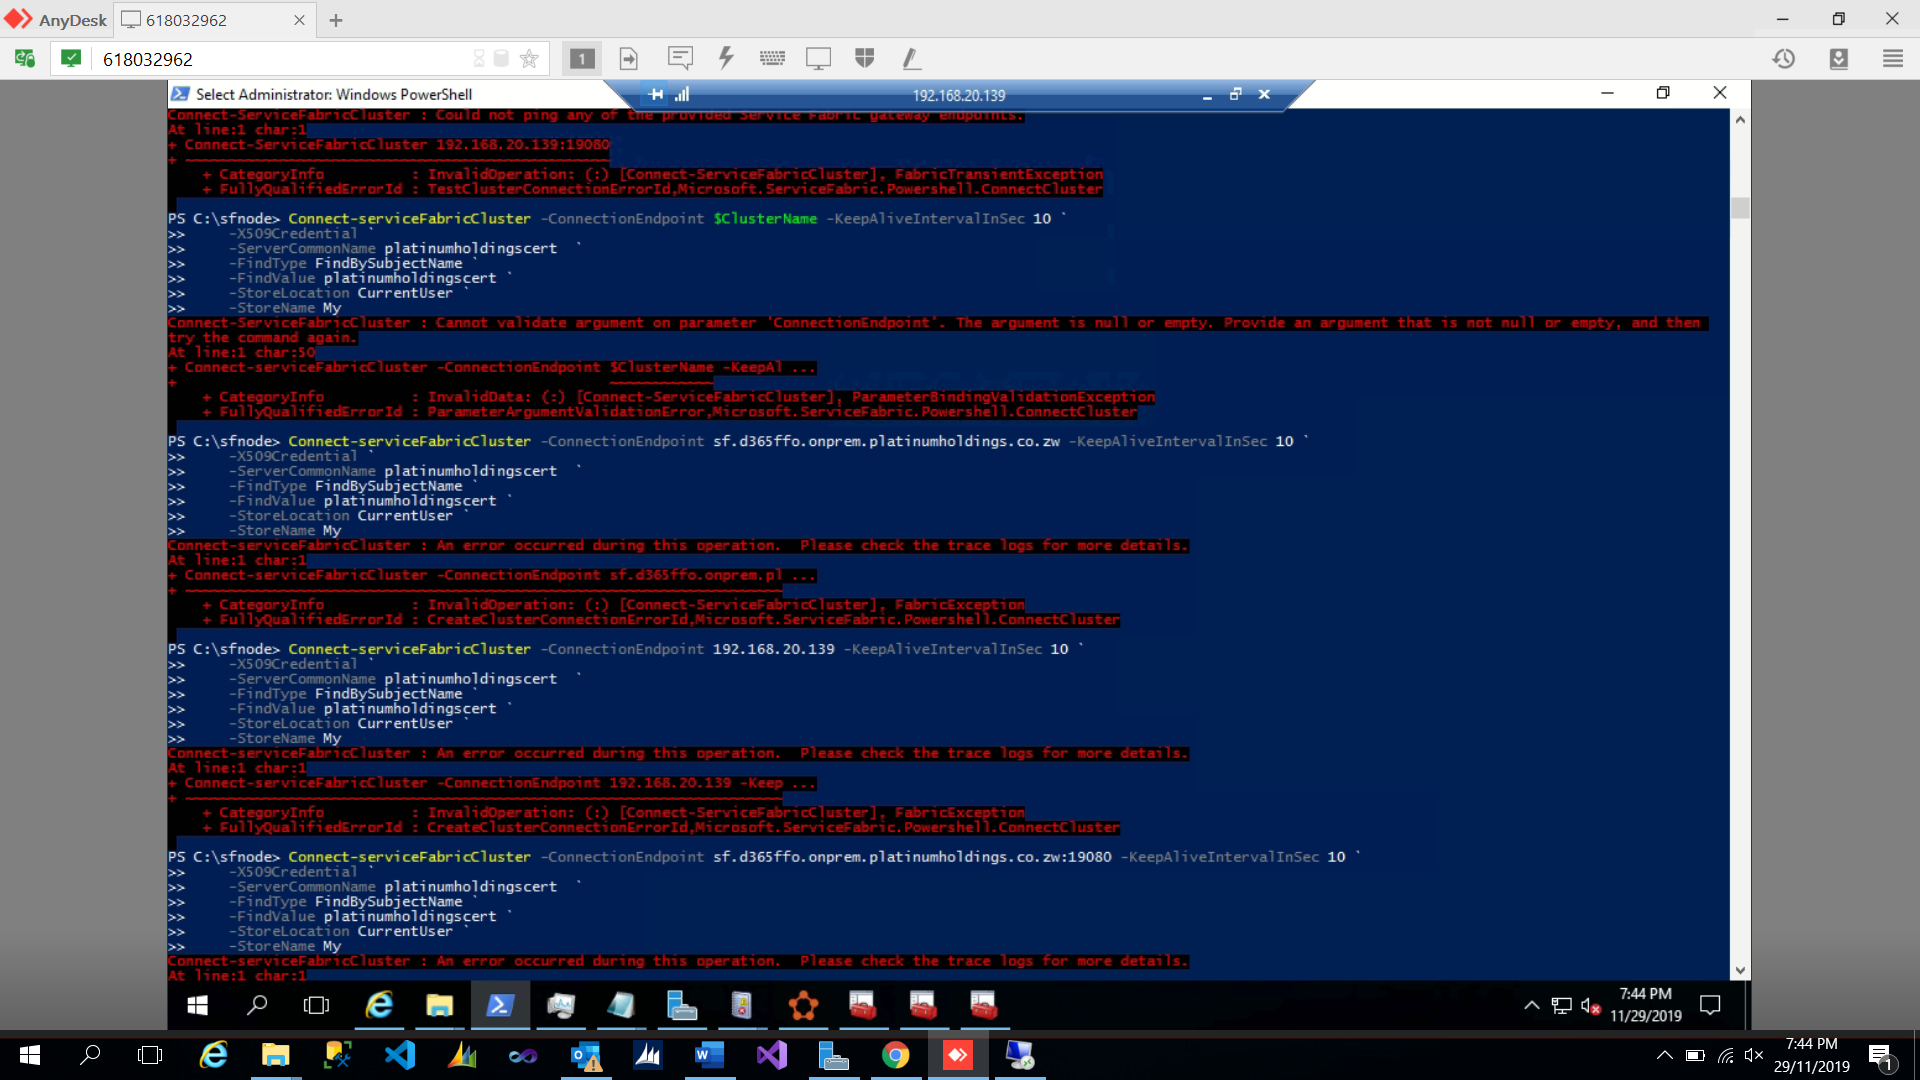 AnyDesk
618032962
618032962
1
Select Administrator: Windows PowerShell
192.168.20.139
Connect-ServiceFabricCluster : Could not ping any of the provided Service Fabric gateway endpoints.
At line:1 char:1
+ Connect-ServiceFabricCluster 192.168.20.139:19080
+ ~~~~~~~~~~~~~~~~~~~~~~~~~~~~~~~~~~~~~~~~~~~~~~~~~
+ CategoryInfo : InvalidOperation: (:) [Connect-ServiceFabricCluster], FabricTransientException
+ FullyQualifiedErrorId : TestClusterConnectionErrorId,Microsoft.ServiceFabric.Powershell.ConnectCluster
PS C:\sfnode> Connect-serviceFabricCluster -ConnectionEndpoint $ClusterName -KeepAliveIntervalInSec 10 `
>> -X509Credential `
>> -ServerCommonName platinumholdingscert `
>> -FindType FindBySubjectName `
>> -FindValue platinumholdingscert `
>> -StoreLocation CurrentUser `
>> -StoreName My
Connect-ServiceFabricCluster : Cannot validate argument on parameter 'ConnectionEndpoint'. The argument is null or empty. Provide an argument that is not null or empty, and then
try the command again.
At line:1 char:50
+ Connect-serviceFabricCluster -ConnectionEndpoint $ClusterName -KeepAl ...
+ ~~~~~~~~~~~~
+ CategoryInfo : InvalidData: (:) [Connect-ServiceFabricCluster], ParameterBindingValidationException
+ FullyQualifiedErrorId : ParameterArgumentValidationError,Microsoft.ServiceFabric.Powershell.ConnectCluster
PS C:\sfnode> Connect-serviceFabricCluster -ConnectionEndpoint sf.d365ffo.onprem.platinumholdings.co.zw -KeepAliveIntervalInSec 10 `
>> -X509Credential `
>> -ServerCommonName platinumholdingscert `
>> -FindType FindBySubjectName `
>> -FindValue platinumholdingscert `
>> -StoreLocation CurrentUser `
>> -StoreName My
Connect-serviceFabricCluster : An error occurred during this operation. Please check the trace logs for more details.
At line:1 char:1
+ Connect-serviceFabricCluster -ConnectionEndpoint sf.d365ffo.onprem.pl ...
+ ~~~~~~~~~~~~~~~~~~~~~~~~~~~~~~~~~~~~~~~~~~~~~~~~~~~~~~~~~~~~~~~~~~~~~
+ CategoryInfo : InvalidOperation: (:) [Connect-ServiceFabricCluster], FabricException
+ FullyQualifiedErrorId : CreateClusterConnectionErrorId,Microsoft.ServiceFabric.Powershell.ConnectCluster
PS C:\sfnode> Connect-serviceFabricCluster -ConnectionEndpoint 192.168.20.139 -KeepAliveIntervalInSec 10 `
>> -X509Credential `
>> -ServerCommonName platinumholdingscert `
>> -FindType FindBySubjectName `
>> -FindValue platinumholdingscert `
>> -StoreLocation CurrentUser `
>> -StoreName My
Connect-serviceFabricCluster : An error occurred during this operation. Please check the trace logs for more details.
At line:1 char:1
+ Connect-serviceFabricCluster -ConnectionEndpoint 192.168.20.139 -Keep ...
+ ~~~~~~~~~~~~~~~~~~~~~~~~~~~~~~~~~~~~~~~~~~~~~~~~~~~~~~~~~~~~~~~~~~~~~
+ CategoryInfo : InvalidOperation: (:) [Connect-ServiceFabricCluster], FabricException
+ FullyQualifiedErrorId : CreateClusterConnectionErrorId,Microsoft.ServiceFabric.Powershell.ConnectCluster
PS C:\sfnode> Connect-serviceFabricCluster -ConnectionEndpoint sf.d365ffo.onprem.platinumholdings.co.zw:19080 -KeepAliveIntervalInSec 10 `
>> -X509Credential `
>> -ServerCommonName platinumholdingscert `
>> -FindType FindBySubjectName `
>> -FindValue platinumholdingscert `
>> -StoreLocation CurrentUser `
>> -StoreName My
Connect-serviceFabricCluster : An error occurred during this operation. Please check the trace logs for more details.
At line:1 char:1
7:44 PM
11/29/2019
7:44 PM
29/11/2019
1